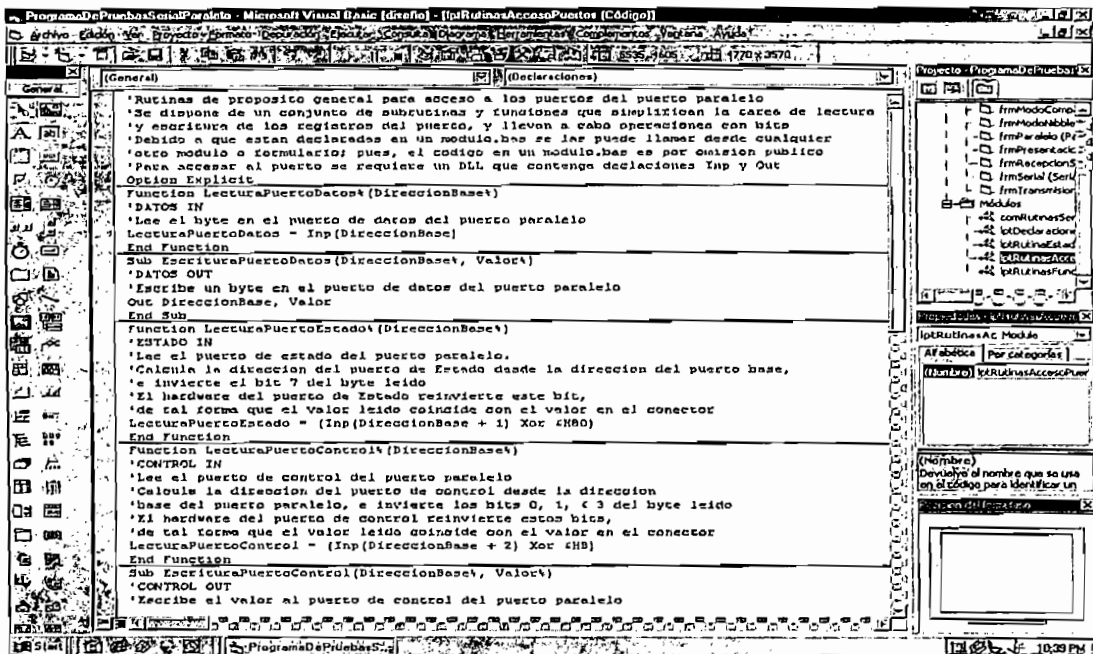 ProgramaDePruebasSerialParalelo - Microsoft Visual Basic [diseño] - [lptRutinasAccesoPuertos (Código)]
Archivo Edición Ver Proyecto Formato Depuración Ejecutar Consulta Diagrama Herramientas Complementos Ventana Ayuda
1770 x 3570
General
(General)
(Declaraciones)
'Rutinas de proposito general para acceso a los puertos del puerto paralelo
'Se dispone de un conjunto de subrutinas y funciones que simplifican la tarea de lectura
'y escritura de los registros del puerto, y llevan a cabo operaciones con bits
'Debido a que estan declaradas en un modulo.bas se las puede llamar desde cualquier
'otro modulo o formulario; pues, el codigo en un modulo.bas es por omision publico
'Para accesar al puerto se requiere un DLL que contenga declaciones Inp y Out
Option Explicit
Function LecturaPuertoDatos%(DireccionBase%)
'DATOS IN
'Lee el byte en el puerto de datos del puerto paralelo
LecturaPuertoDatos = Inp(DireccionBase)
End Function
Sub EscrituraPuertoDatos(DireccionBase%, Valor%)
'DATOS OUT
'Escribe un byte en el puerto de datos del puerto paralelo
Out DireccionBase, Valor
End Sub
Function LecturaPuertoEstado%(DireccionBase%)
'ESTADO IN
'Lee el puerto de estado del puerto paralelo.
'Calcula la direccion del puerto de Estado desde la direccion del puerto base,
'e invierte el bit 7 del byte leido
'El hardware del puerto de Estado reinvierte este bit,
'de tal forma que el valor leido coincide con el valor en el conector
LecturaPuertoEstado = (Inp(DireccionBase + 1) Xor &H80)
End Function
Function LecturaPuertoControl%(DireccionBase%)
'CONTROL IN
'Lee el puerto de control del puerto paralelo
'Calcula la direccion del puerto de control desde la direccion
'base del puerto paralelo, e invierte los bits 0, 1, & 3 del byte leido
'El hardware del puerto de control reinvierte estos bits,
'de tal forma que el valor leido coincide con el valor en el conector
LecturaPuertoControl = (Inp(DireccionBase + 2) Xor &HB)
End Function
Sub EscrituraPuertoControl(DireccionBase%, Valor%)
'CONTROL OUT
'Escribe el valor al puerto de control del puerto paralelo
Proyecto - ProgramaDePruebas
frmModoComp
frmModoNibble
frmParalelo (Pa
frmPresentacio
frmRecepcionS
frmSerial (Seri
frmTransmision
Módulos
comRutinasSer
lptDeclaracione
lptRutinaEstad
lptRutinasAcce
lptRutinasFunc
lptRutinasAc Modulo
Alfabética
Por categorías
(Nombre) lptRutinasAccesoPuer
(Nombre)
Devuelve el nombre que se usa
en el código para identificar un
Start
ProgramaDePruebasS...
10:39 PM